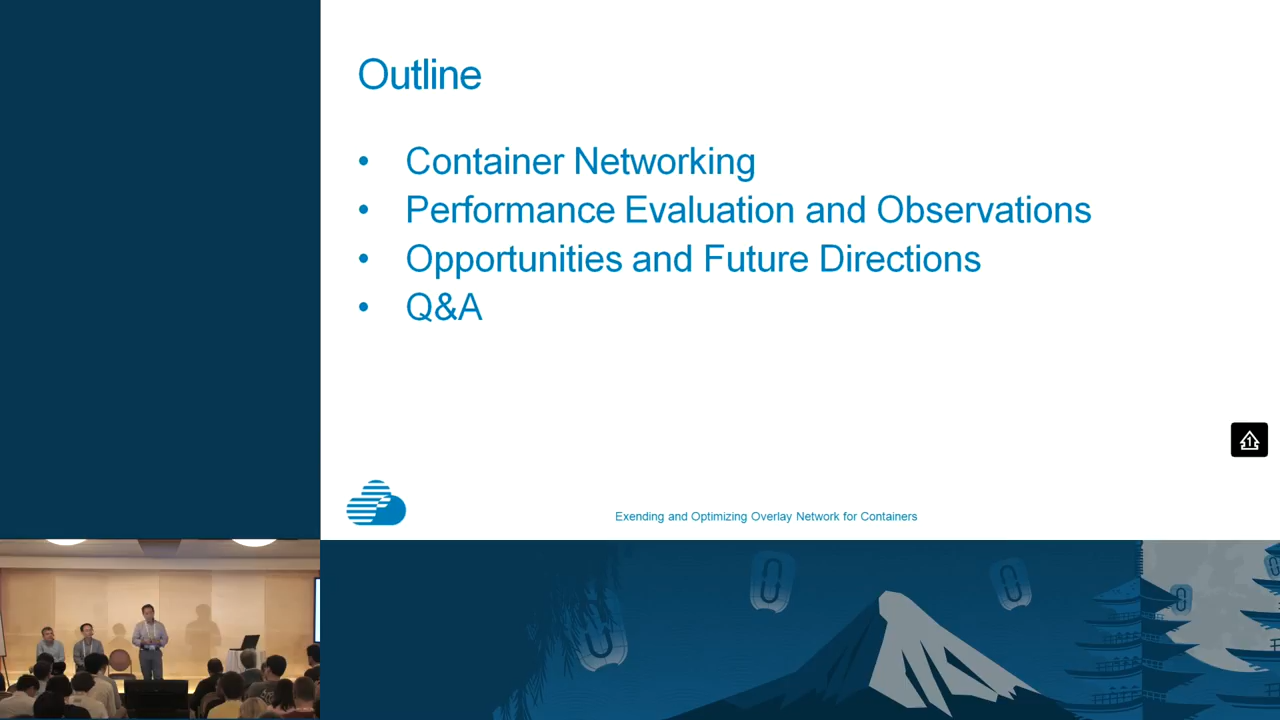 Outline
• Container Networking
• Performance Evaluation and Observations
• Opportunities and Future Directions
• Q&A
Exending and Optimizing Overlay Network for Containers